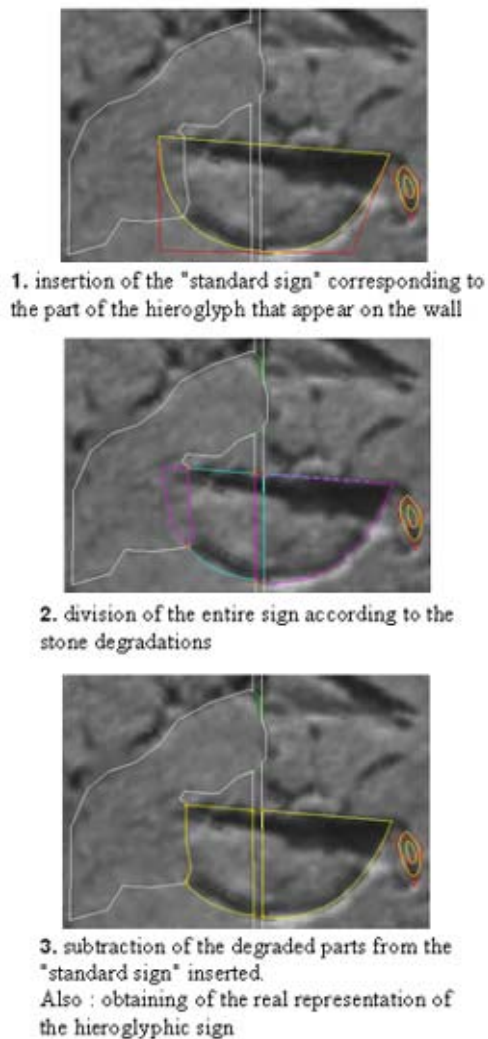 1. insertion of the "standard sign" corresponding to
the part of the hieroglyph that appear on the wall
2. division of the entire sign according to the
stone degradations
3. subtraction of the degraded parts from the
"standard sign" inserted.
Also : obtaining of the real representation of
the hieroglyphic sign